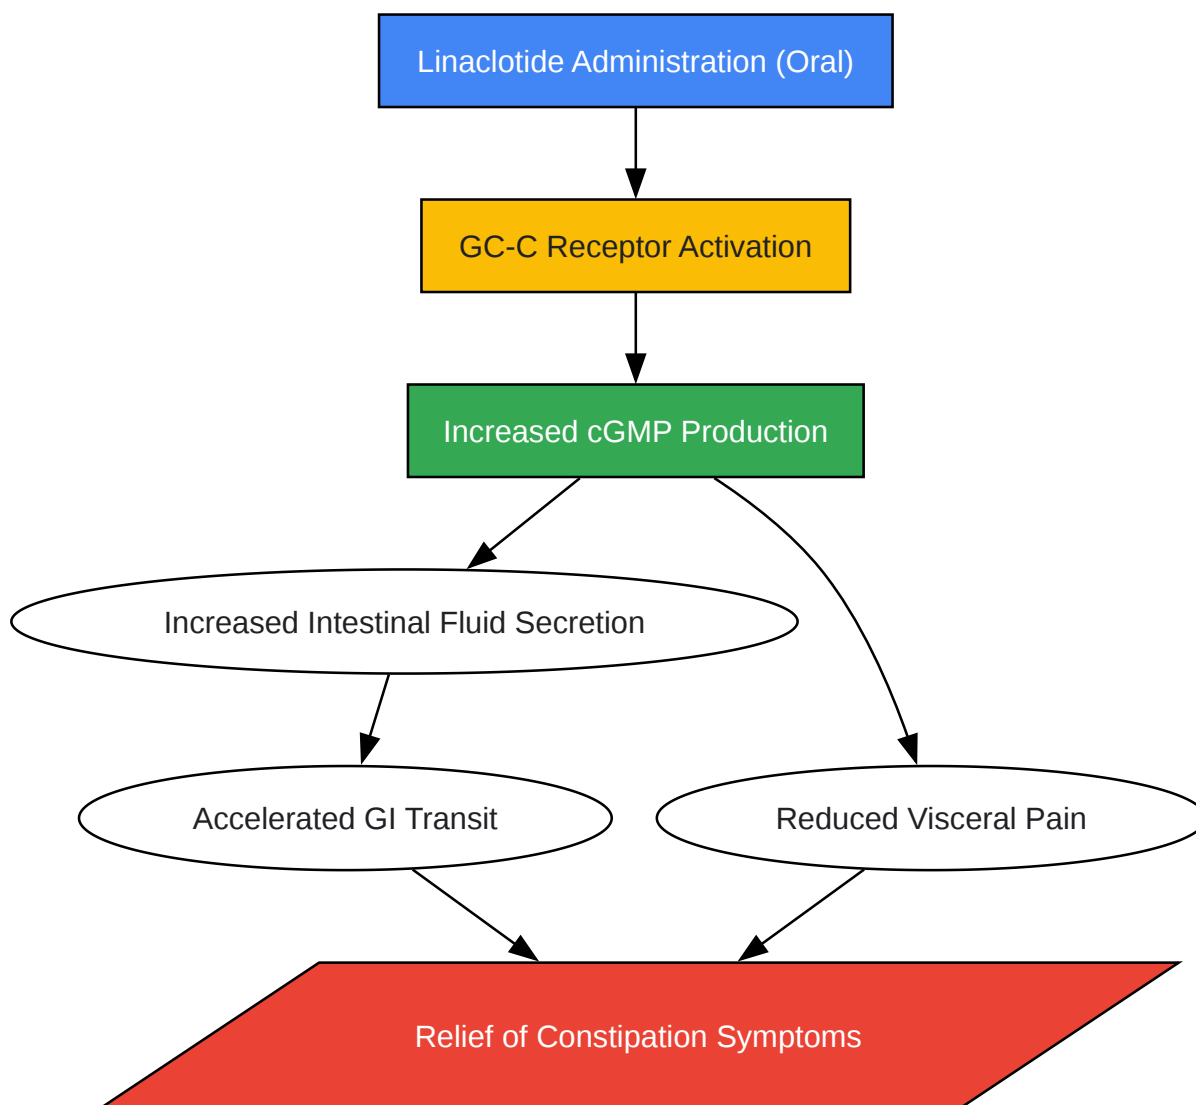 Linaclotide Administration (Oral)
GC-C Receptor Activation
Increased cGMP Production
Increased Intestinal Fluid Secretion
Accelerated GI Transit
Reduced Visceral Pain
Relief of Constipation Symptoms